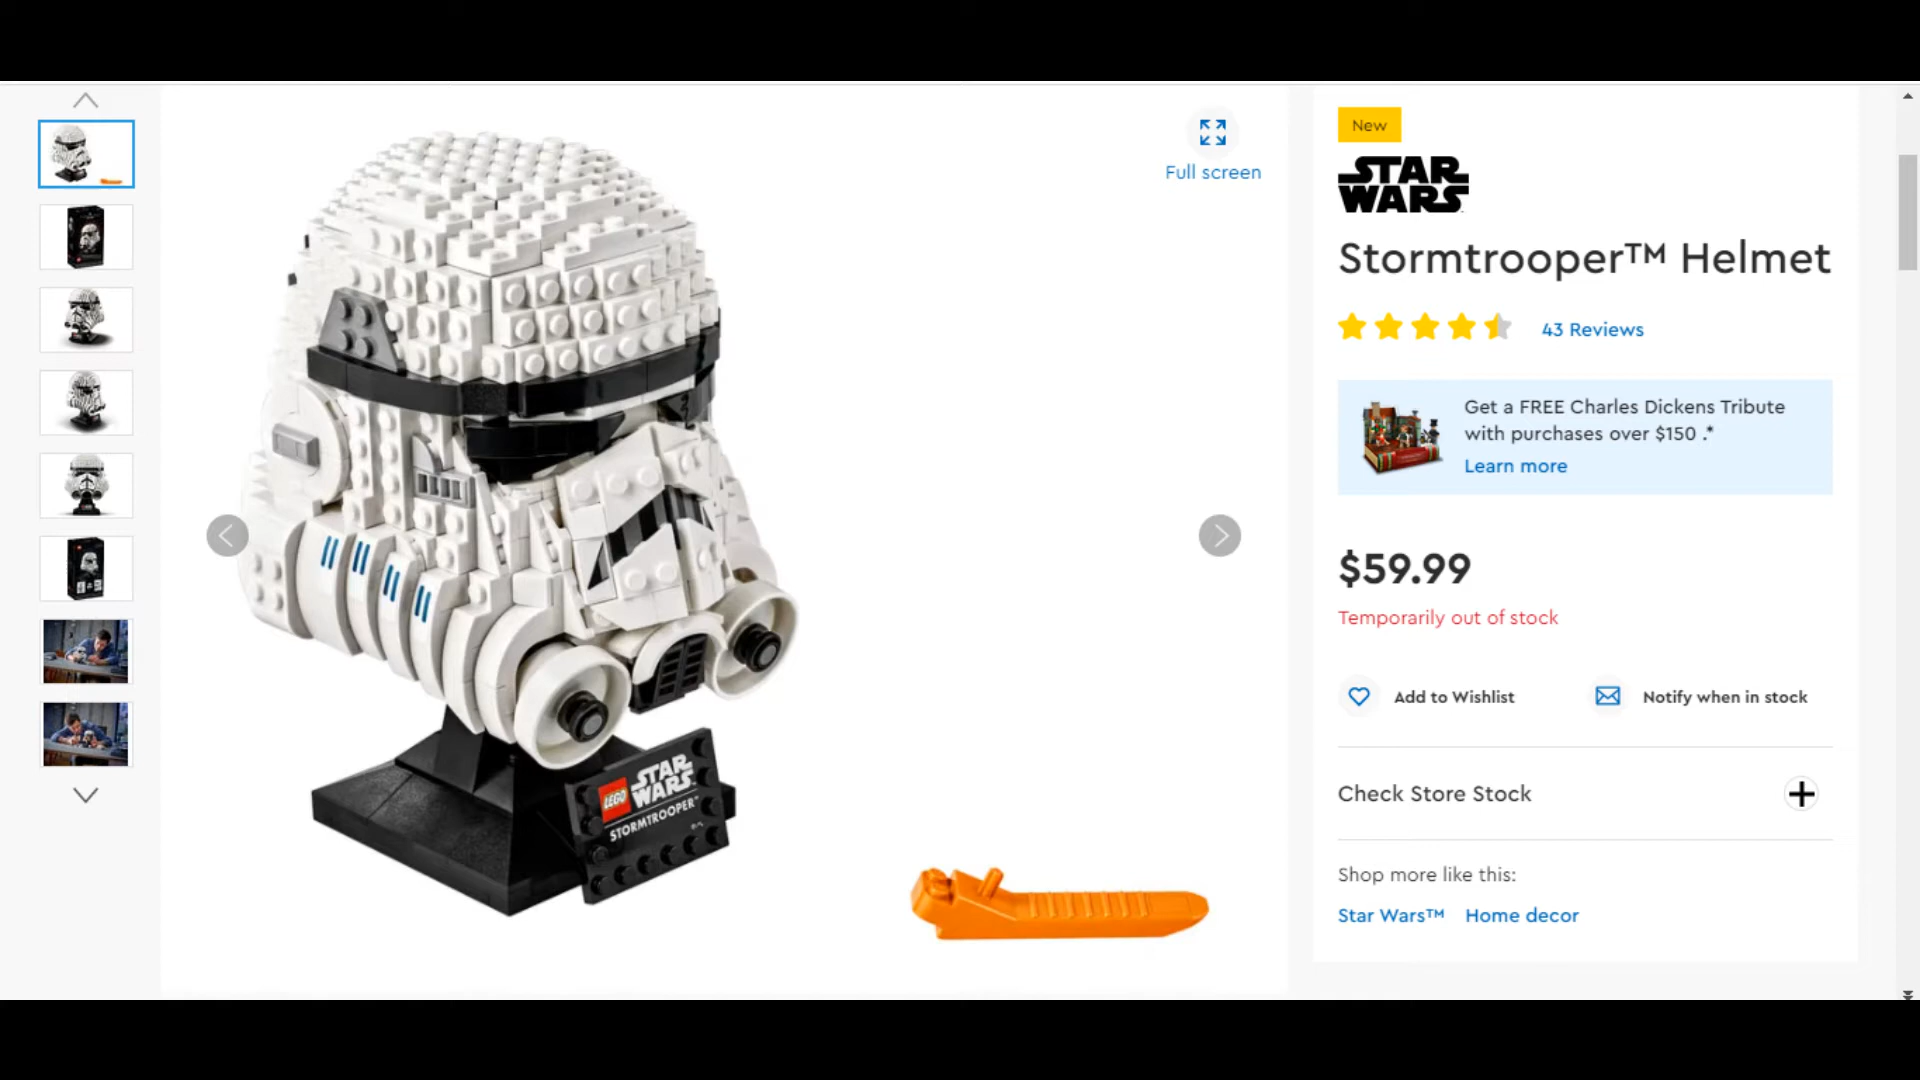 Full screen
LEGO
STAR
WARS
STORMTROOPER™
New
STAR
WARS
Stormtrooper™ Helmet
43 Reviews
Get a FREE Charles Dickens Tribute
with purchases over $150 .*
Learn more
$59.99
Temporarily out of stock
Add to Wishlist
Notify when in stock
Check Store Stock
Shop more like this:
Star Wars™ Home decor